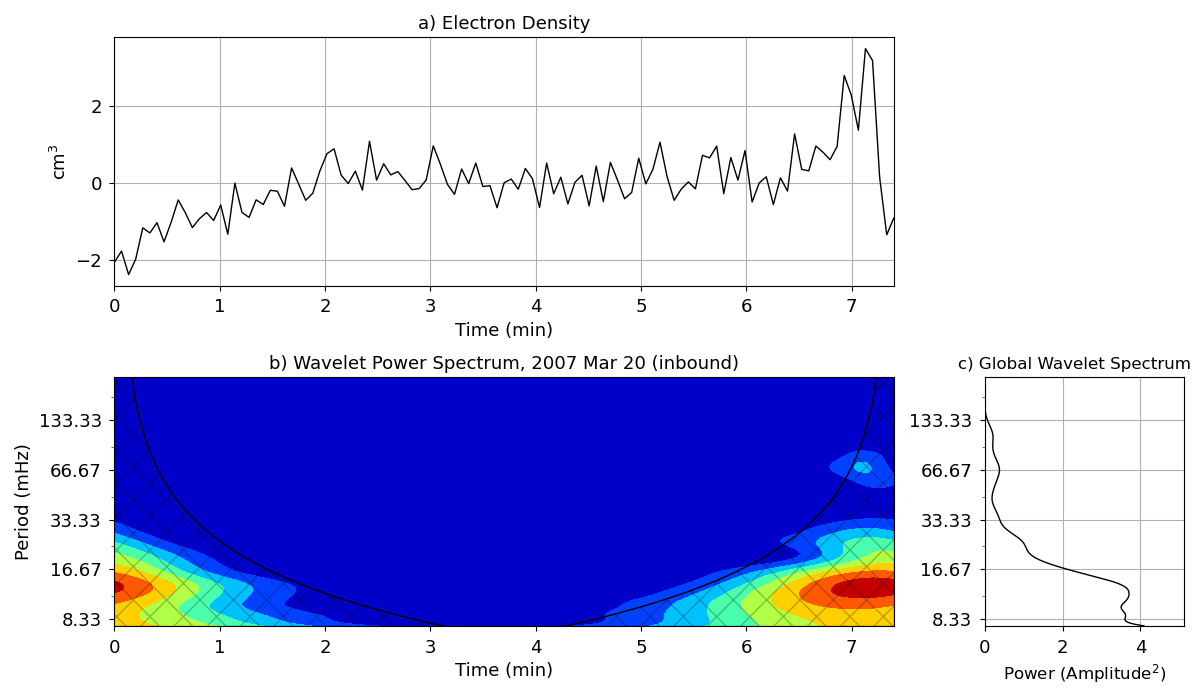 a) Electron Density
2
0
−2
cm³
0 1 2 3 4 5 6 7
Time (min)
b) Wavelet Power Spectrum, 2007 Mar 20 (inbound)
133.33
66.67
33.33
16.67
8.33
Period (mHz)
0 1 2 3 4 5 6 7
Time (min)
c) Global Wavelet Spectrum
133.33
66.67
33.33
16.67
8.33
0 2 4
Power (Amplitude²)